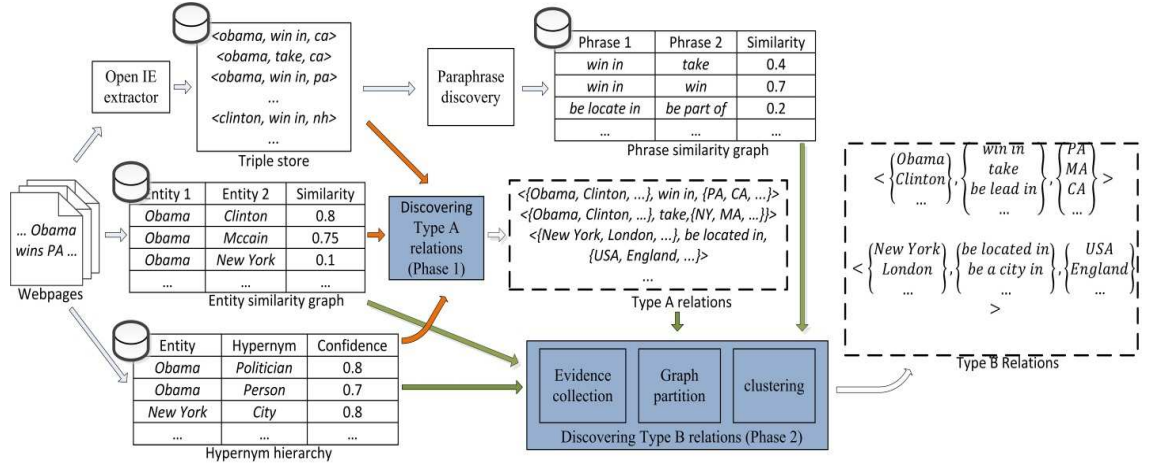 Open IE
extractor
<obama, win in, ca>
<obama, take, ca>
<obama, win in, pa>
...
<clinton, win in, nh>
...
Triple store
Paraphrase
discovery
Phrase 1 Phrase 2 Similarity
win in take 0.4
win in win 0.7
be locate in be part of 0.2
... ... ...
Phrase similarity graph
... Obama
wins PA ...
Webpages
Entity 1 Entity 2 Similarity
Obama Clinton 0.8
Obama Mccain 0.75
Obama New York 0.1
... ... ...
Entity similarity graph
Discovering
Type A
relations
(Phase 1)
<{Obama, Clinton, ...}, win in, {PA, CA, ...}>
<{Obama, Clinton, ...}, take,{NY, MA, ...}}>
<{New York, London, ...}, be located in,
{USA, England, ...}>
...
Type A relations
Entity Hypernym Confidence
Obama Politician 0.8
Obama Person 0.7
New York City 0.8
... ... ...
Hypernym hierarchy
Evidence
collection
Graph
partition
clustering
Discovering Type B relations (Phase 2)
< { Obama Clinton ... } , { win in take be lead in ... } , { PA MA CA ... } >
< { New York London ... } , { be located in be a city in ... } , { USA England ... }
>
Type B Relations